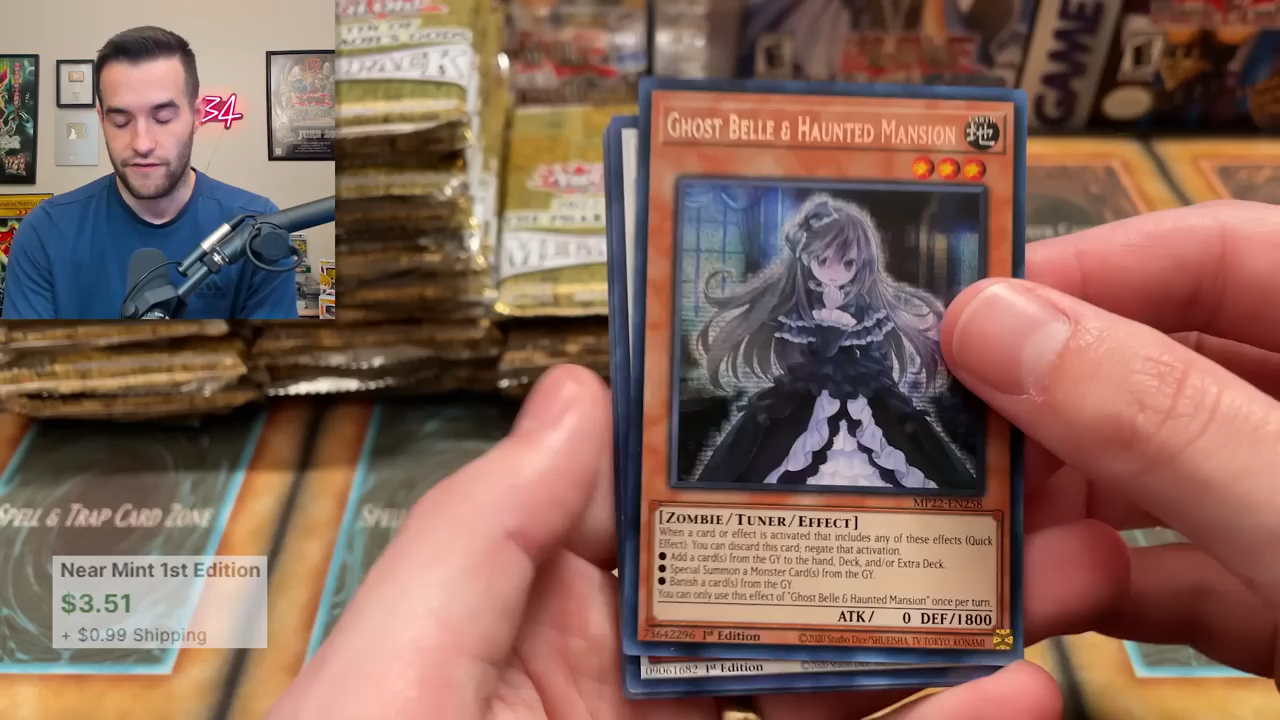 34
JUNE
GAME
GHOST BELLE & HAUNTED MANSION
EARTH
MP22-EN258
[ZOMBIE/TUNER/EFFECT]
When a card or effect is activated that includes any of these effects (Quick
Effect): You can discard this card; negate that activation.
● Add a card(s) from the GY to the hand, Deck, and/or Extra Deck.
● Special Summon a Monster Card(s) from the GY.
● Banish a card(s) from the GY.
You can only use this effect of "Ghost Belle & Haunted Mansion" once per turn.
ATK/ 0 DEF/1800
73642296 1st Edition ©2020 Studio Dice/SHUEISHA, TV TOKYO, KONAMI
09061682 1st Edition
SPELL & TRAP CARD ZONE
Near Mint 1st Edition
$3.51
+ $0.99 Shipping